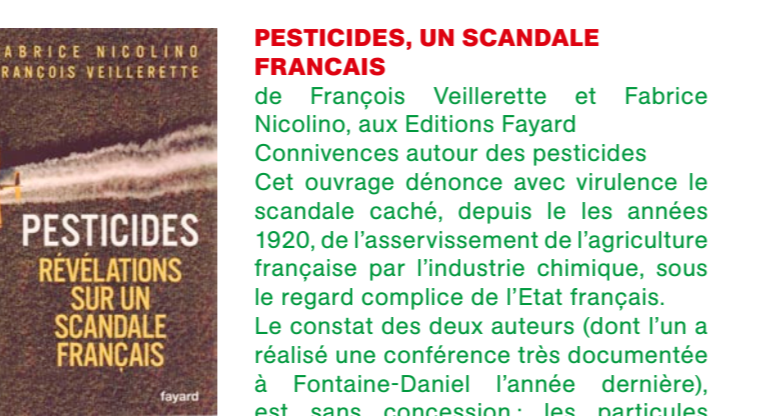 ABRICE NICOLINO
RANÇOIS VEILLERETTE
PESTICIDES
RÉVÉLATIONS
SUR UN
SCANDALE
FRANÇAIS
fayard
PESTICIDES, UN SCANDALE
FRANCAIS
de François Veillerette et Fabrice
Nicolino, aux Editions Fayard
Connivences autour des pesticides
Cet ouvrage dénonce avec virulence le
scandale caché, depuis le les années
1920, de l'asservissement de l'agriculture
française par l'industrie chimique, sous
le regard complice de l'Etat français.
Le constat des deux auteurs (dont l'un a
réalisé une conférence très documentée
à Fontaine-Daniel l'année dernière),
est sans concession : les particules